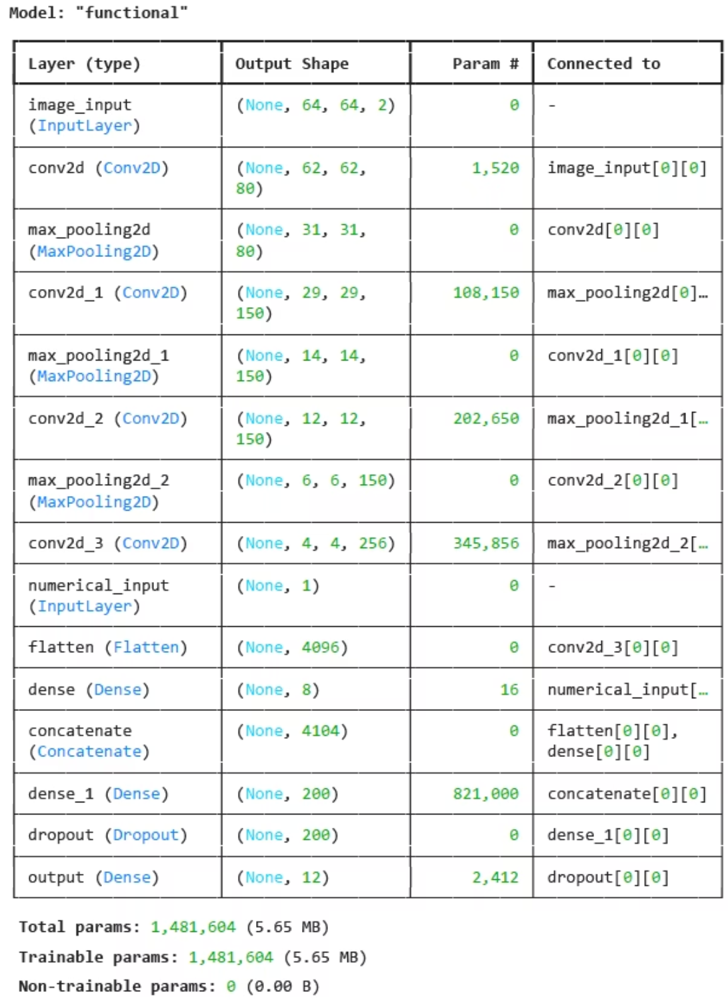 Model: "functional"
Layer (type) Output Shape Param # Connected to
image_input (None, 64, 64, 2) 0 -
(InputLayer)
conv2d (Conv2D) (None, 62, 62, 1,520 image_input[0][0]
80)
max_pooling2d (None, 31, 31, 0 conv2d[0][0]
(MaxPooling2D) 80)
conv2d_1 (Conv2D) (None, 29, 29, 108,150 max_pooling2d[0]…
150)
max_pooling2d_1 (None, 14, 14, 0 conv2d_1[0][0]
(MaxPooling2D) 150)
conv2d_2 (Conv2D) (None, 12, 12, 202,650 max_pooling2d_1[…
150)
max_pooling2d_2 (None, 6, 6, 150) 0 conv2d_2[0][0]
(MaxPooling2D)
conv2d_3 (Conv2D) (None, 4, 4, 256) 345,856 max_pooling2d_2[…
numerical_input (None, 1) 0 -
(InputLayer)
flatten (Flatten) (None, 4096) 0 conv2d_3[0][0]
dense (Dense) (None, 8) 16 numerical_input[…
concatenate (None, 4104) 0 flatten[0][0],
(Concatenate) dense[0][0]
dense_1 (Dense) (None, 200) 821,000 concatenate[0][0]
dropout (Dropout) (None, 200) 0 dense_1[0][0]
output (Dense) (None, 12) 2,412 dropout[0][0]
Total params: 1,481,604 (5.65 MB)
Trainable params: 1,481,604 (5.65 MB)
Non-trainable params: 0 (0.00 B)